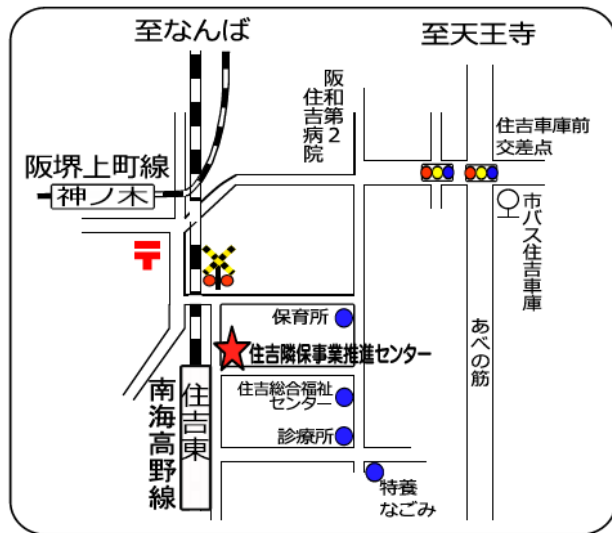 至なんば
至天王寺
阪和第2
住吉病院
住吉車庫前
交差点
阪堺上町線
神ノ木
市バス住吉車庫
保育所
住吉隣保事業推進センター
あべの筋
南海高野線
住吉東
住吉総合福祉
センター
診療所
特養
なごみ